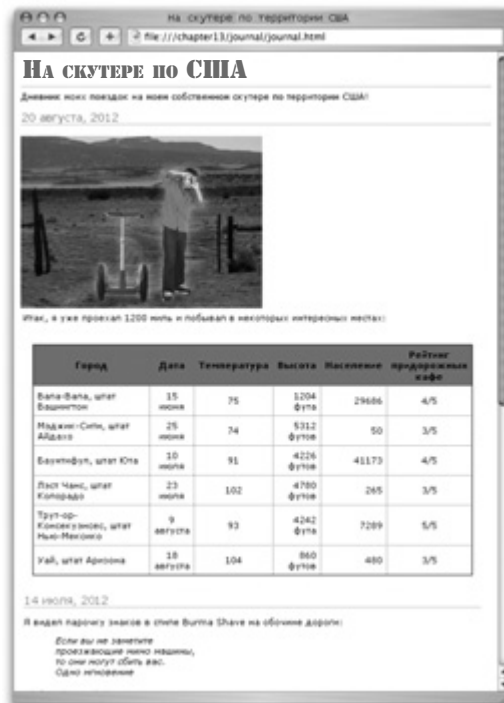 На скутере по территории США
file:///chapter13/journal/journal.html
На скутере по США
Дневник моих поездок на моем собственном скутере по территории США!
20 августа, 2012
Итак, я уже проехал 1200 миль и побывал в некоторых интересных местах:
Город Дата Температура Высота Население Рейтинг придорожных кафе
Вала-Вала, штат Вашингтон 15 июня 75 1204 фута 29686 4/5
Мэджик-Сити, штат Айдахо 25 июня 74 5312 футов 50 3/5
Баунтифул, штат Юта 10 июля 91 4226 футов 41173 4/5
Ласт Чанс, штат Колорадо 23 июля 102 4780 футов 265 3/5
Трут-ор-Консеквэнсес, штат Нью-Мексико 9 августа 93 4242 фута 7289 5/5
Уай, штат Аризона 18 августа 104 860 футов 480 3/5
14 июля, 2012
Я видел парочку знаков в стиле Burma Shave на обочине дороги:
Если вы не заметите
проезжающие мимо машины,
то они могут сбить вас.
Одно мгновение